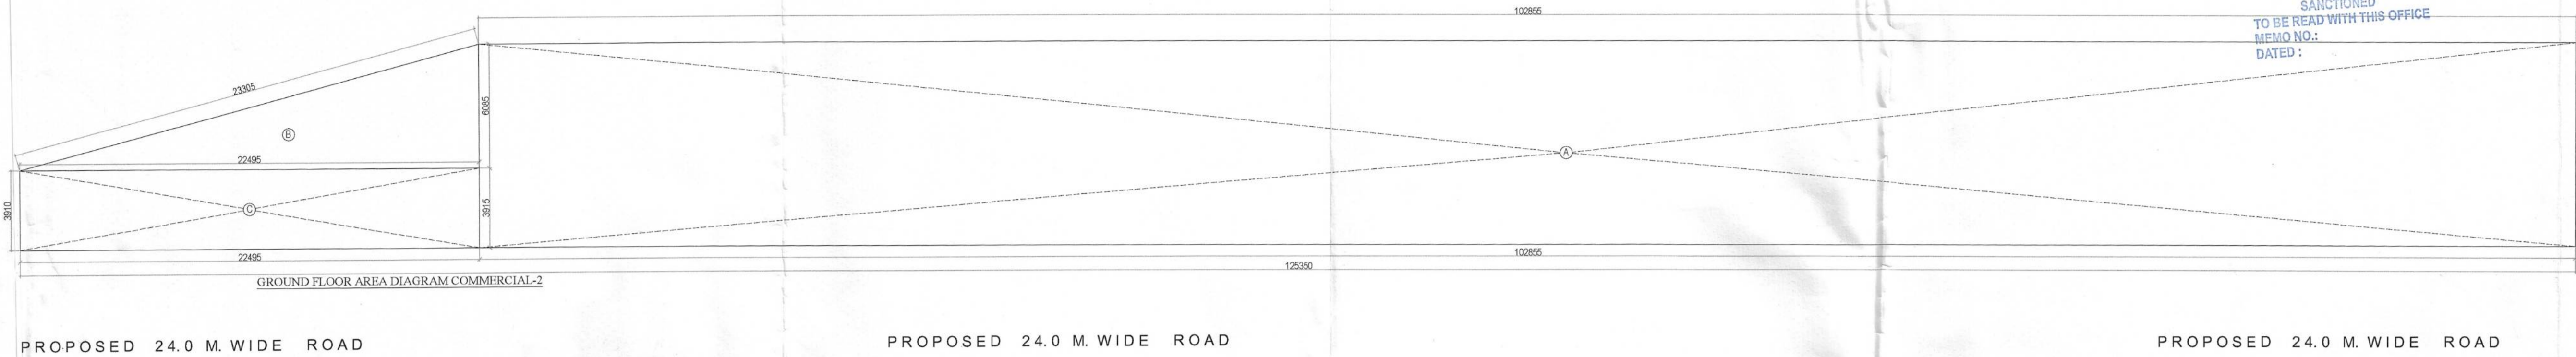 102855
SANCTIONED
TO BE READ WITH THIS OFFICE
MEMO NO.:
DATED :
23305
6085
B
22495
A
3910
C
3915
22495
102855
125350
GROUND FLOOR AREA DIAGRAM COMMERCIAL-2
PROPOSED 24.0 M. WIDE ROAD
PROPOSED 24.0 M. WIDE ROAD
PROPOSED 24.0 M. WIDE ROAD